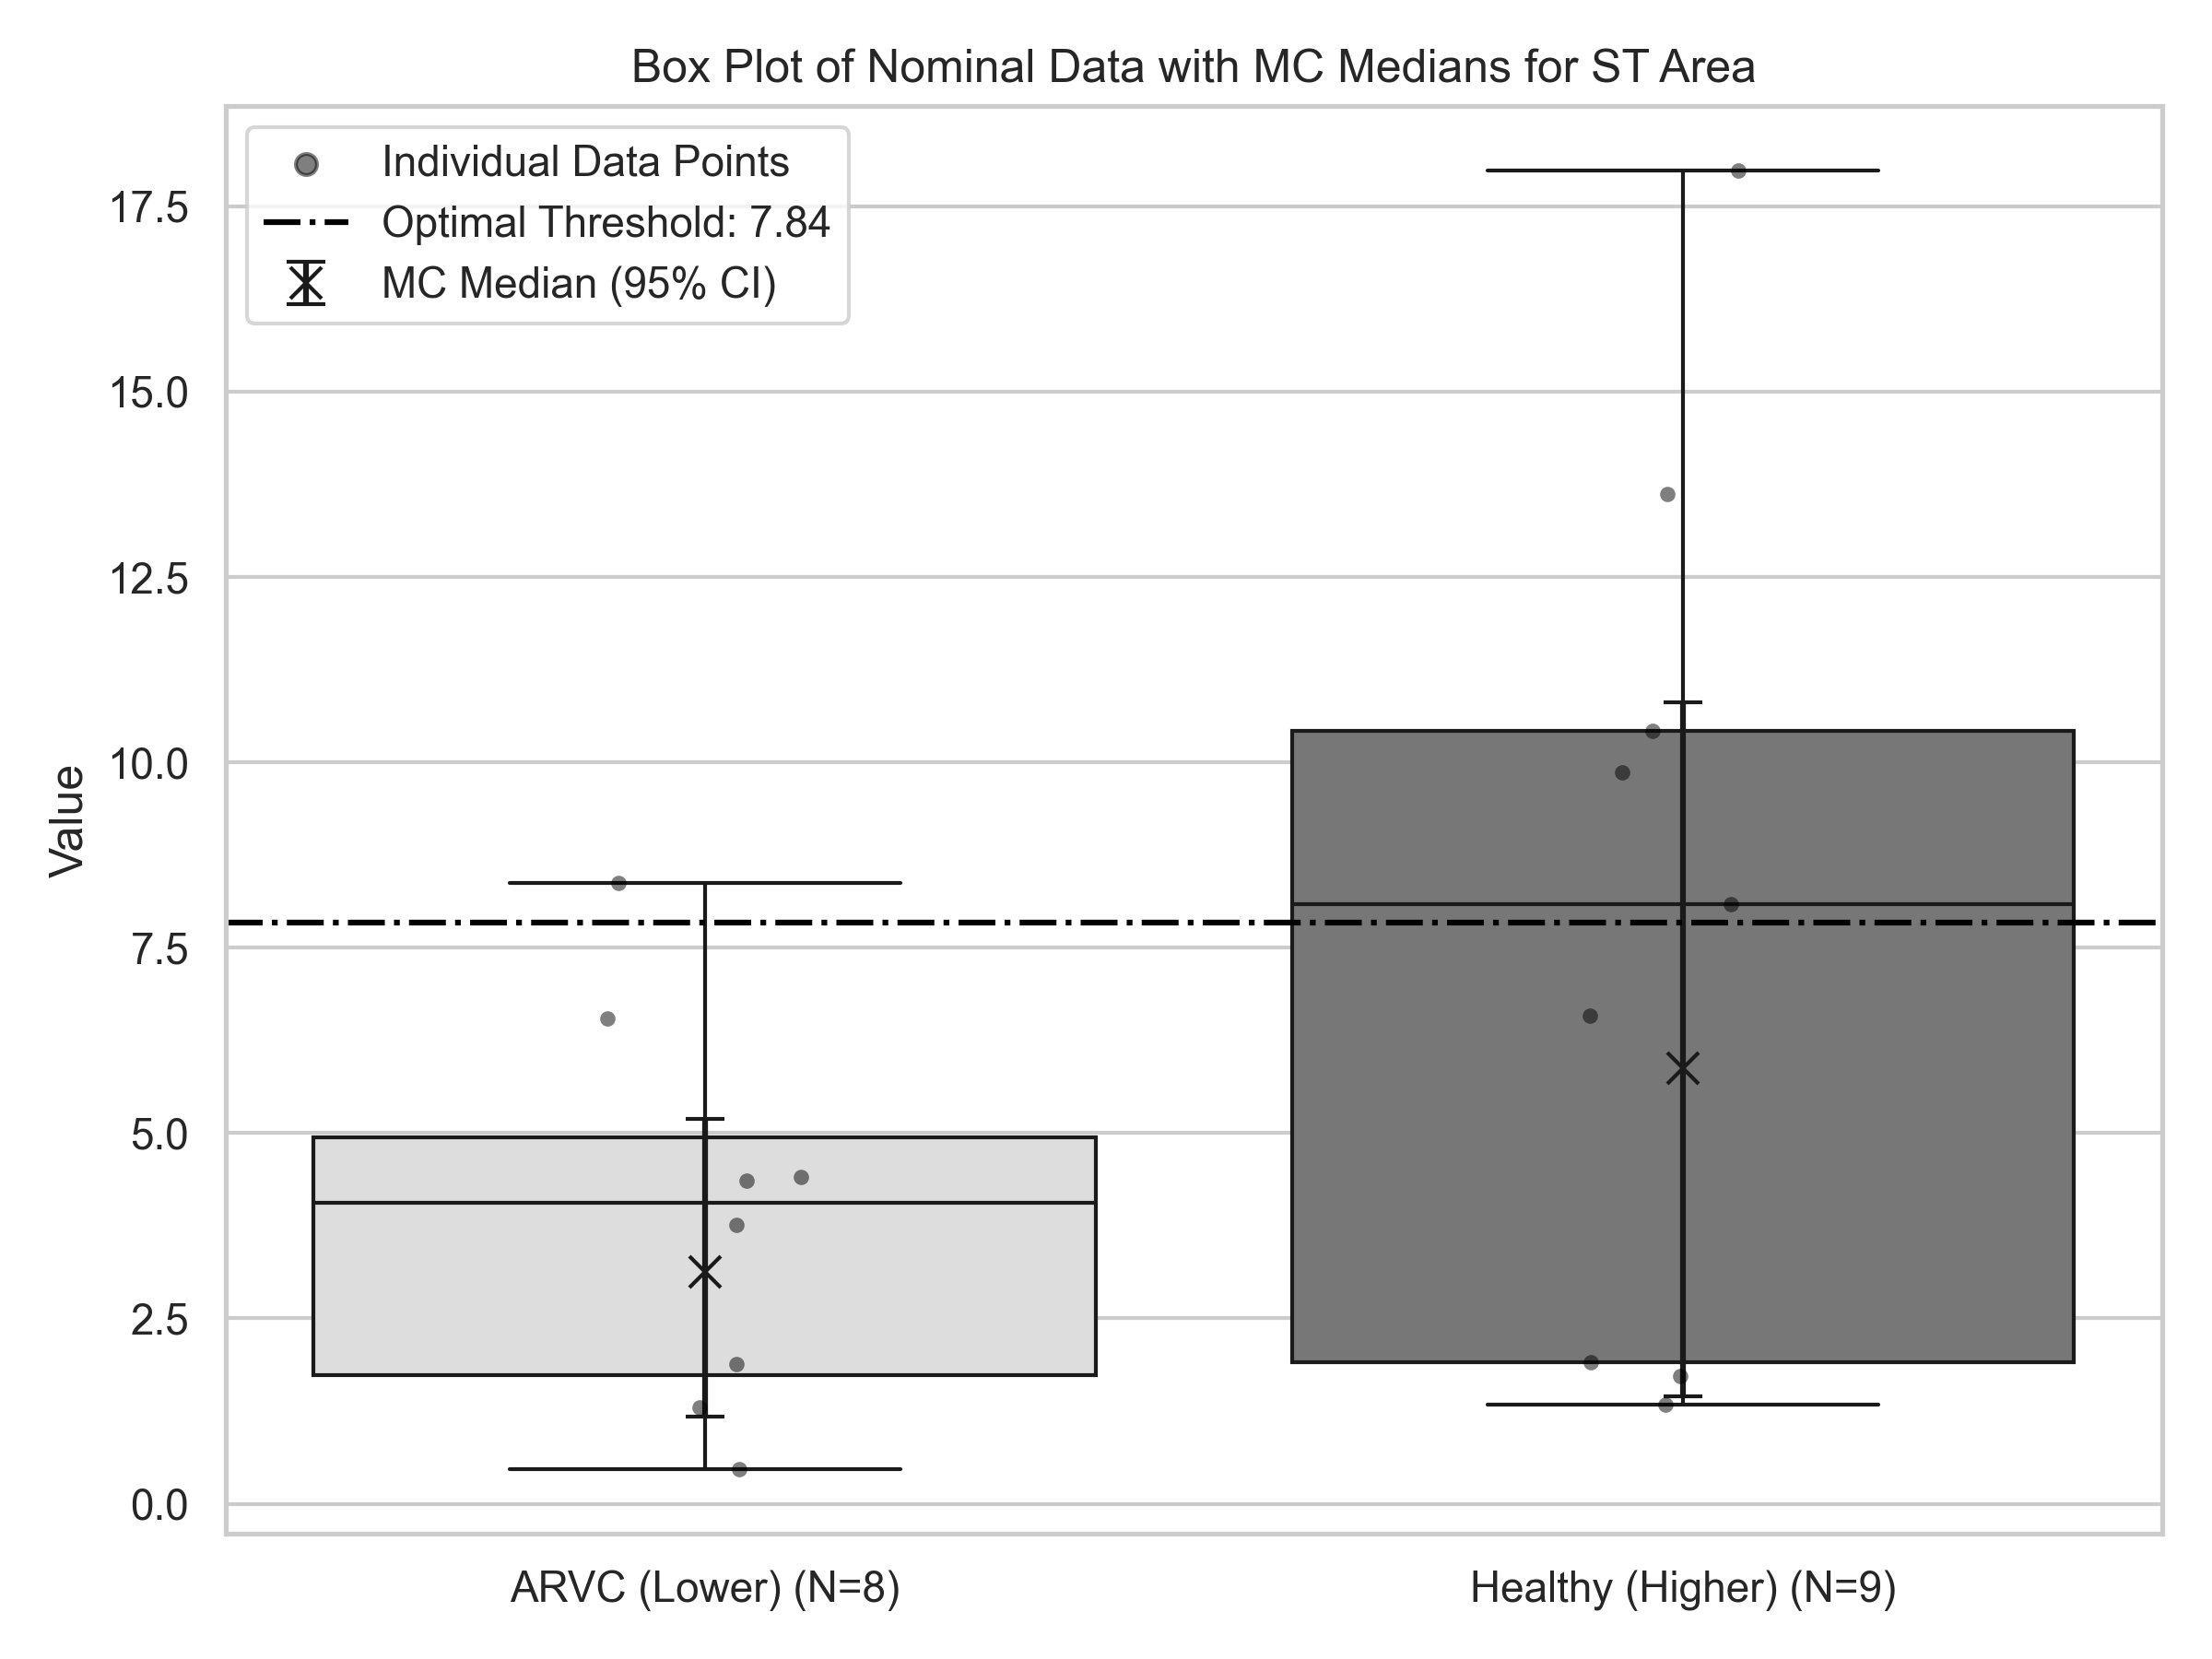 Box Plot of Nominal Data with MC Medians for ST Area
Individual Data Points
Optimal Threshold: 7.84
MC Median (95% CI)
Value
17.5
15.0
12.5
10.0
7.5
5.0
2.5
0.0
ARVC (Lower) (N=8)
Healthy (Higher) (N=9)